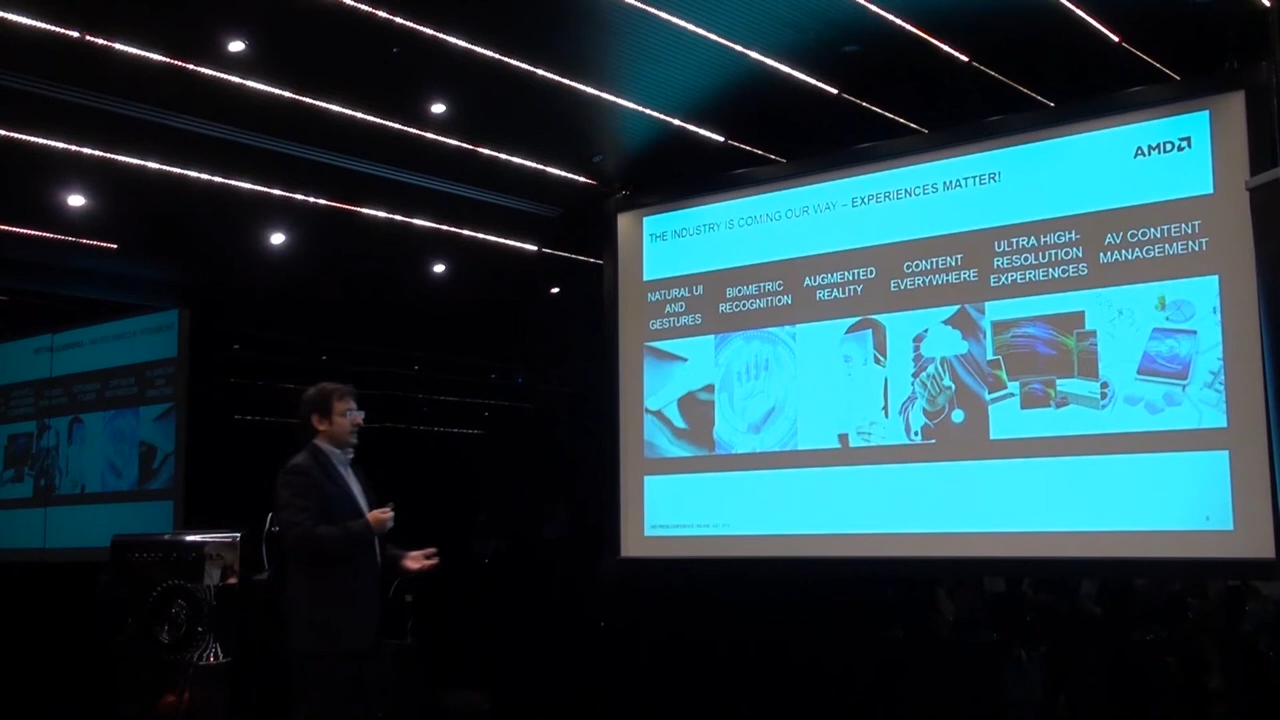 AMD
THE INDUSTRY IS COMING OUR WAY – EXPERIENCES MATTER!
NATURAL UI
AND
GESTURES
BIOMETRIC
RECOGNITION
AUGMENTED
REALITY
CONTENT
EVERYWHERE
ULTRA HIGH-
RESOLUTION
EXPERIENCES
AV CONTENT
MANAGEMENT